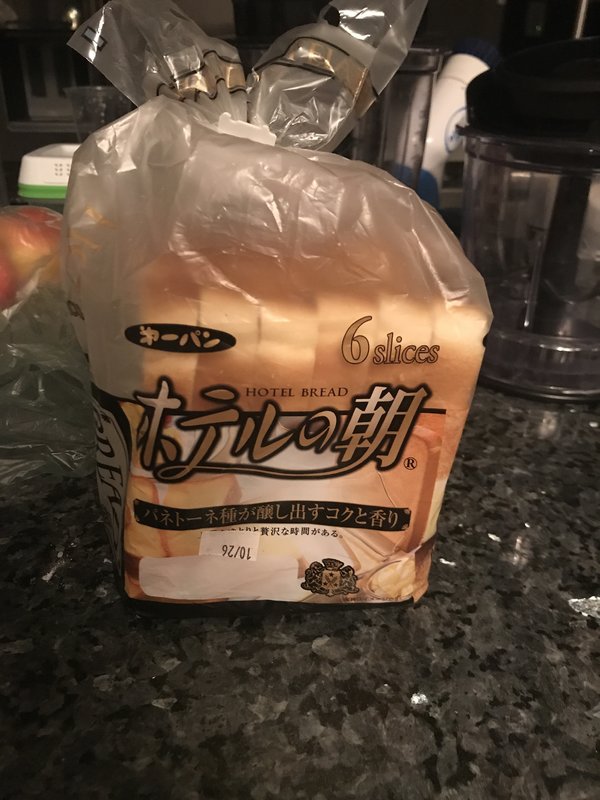 第一パン
6 slices
HOTEL BREAD
ホテルの朝®
パネトーネ種が醸し出すコクと香り
贅沢な時間がある。
10/26